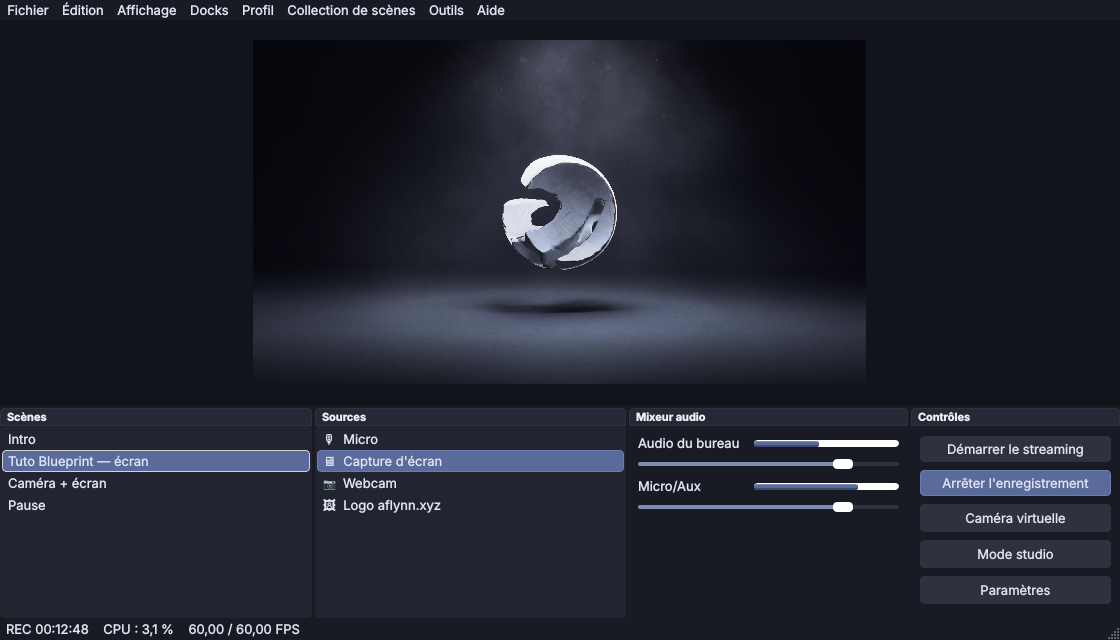 Fichier Édition Affichage Docks Profil Collection de scènes Outils Aide
Scènes
Intro
Tuto Blueprint — écran
Caméra + écran
Pause
Sources
Micro
Capture d'écran
Webcam
Logo aflynn.xyz
Mixeur audio
Audio du bureau
Micro/Aux
Contrôles
Démarrer le streaming
Arrêter l'enregistrement
Caméra virtuelle
Mode studio
Paramètres
REC 00:12:48 CPU : 3,1 % 60,00 / 60,00 FPS